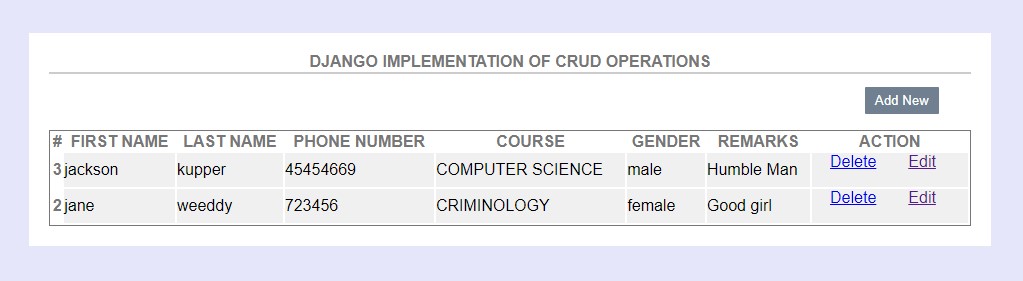 DJANGO IMPLEMENTATION OF CRUD OPERATIONS
Add New
# FIRST NAME LAST NAME PHONE NUMBER COURSE GENDER REMARKS ACTION
3 jackson kupper 45454669 COMPUTER SCIENCE male Humble Man Delete Edit
2 jane weeddy 723456 CRIMINOLOGY female Good girl Delete Edit